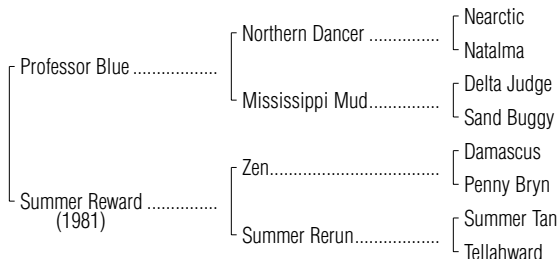 Nearctic
Northern Dancer ................
Natalma
Professor Blue .................
Delta Judge
Mississippi Mud................
Sand Buggy
Damascus
Zen.......................................
Penny Bryn
Summer Reward ..............
(1981)
Summer Tan
Summer Rerun...................
Tellahward